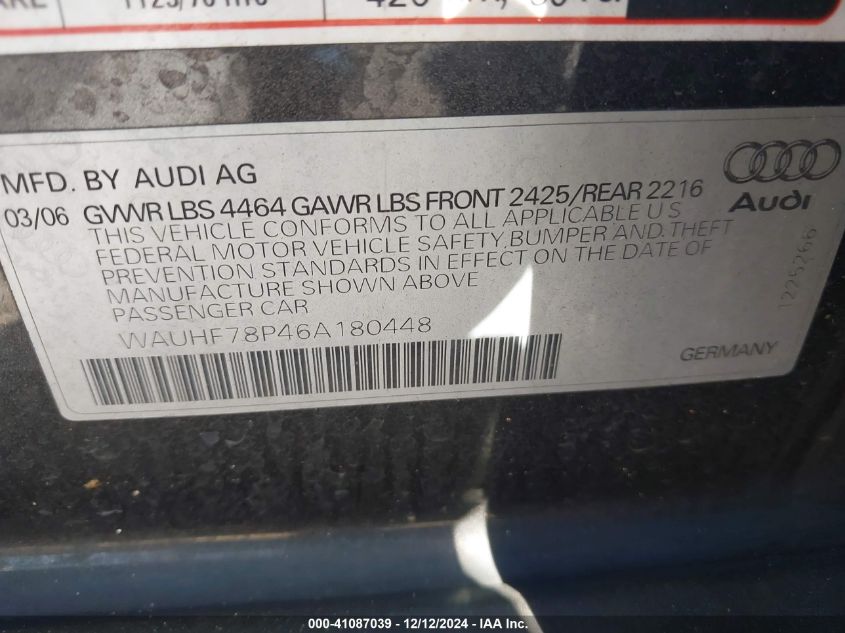 MFD. BY AUDI AG
03/06 GVWR LBS 4464 GAWR LBS FRONT 2425/REAR 2216
THIS VEHICLE CONFORMS TO ALL APPLICABLE U S
FEDERAL MOTOR VEHICLE SAFETY, BUMPER AND THEFT
PREVENTION STANDARDS IN EFFECT ON THE DATE OF
MANUFACTURE SHOWN ABOVE
PASSENGER CAR
WAUHF78P46A180448
Audi
1225266
GERMANY
000-41087039 - 12/12/2024 - IAA Inc.